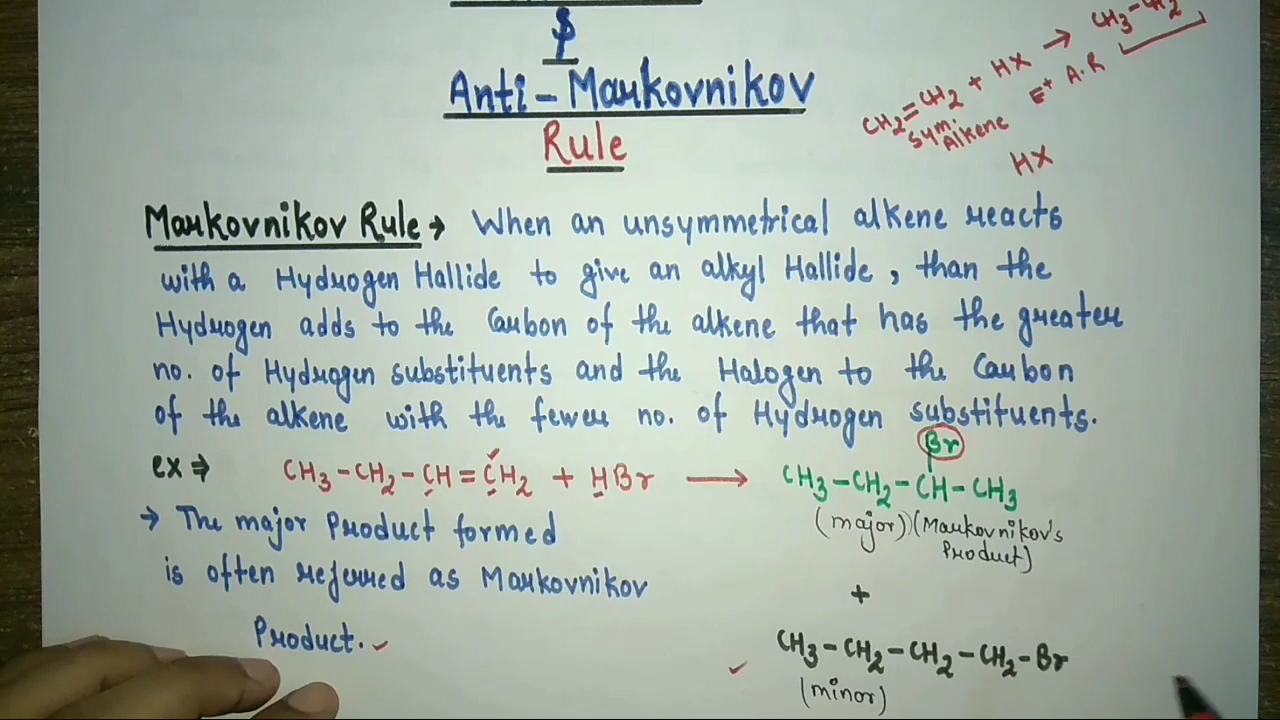 &
Anti-Markovnikov
Rule
CH2=CH2 + HX → CH3-CH2
Sym. Alkene
E+ A.R
HX
Markovnikov Rule → When an unsymmetrical alkene reacts
with a Hydrogen Hallide to give an alkyl Hallide, than the
Hydrogen adds to the Carbon of the alkene that has the greater
no. of Hydrogen substituents and the Halogen to the Carbon
of the alkene with the fewer no. of Hydrogen substituents.
Br
ex ⇒ CH3-CH2-CH=CH2 + HBr → CH3-CH2-CH-CH3
(major) (Markovnikov's
Product)
→ The major Product formed
is often referred as Markovnikov
Product.
+
CH3-CH2-CH2-CH2-Br
(minor)